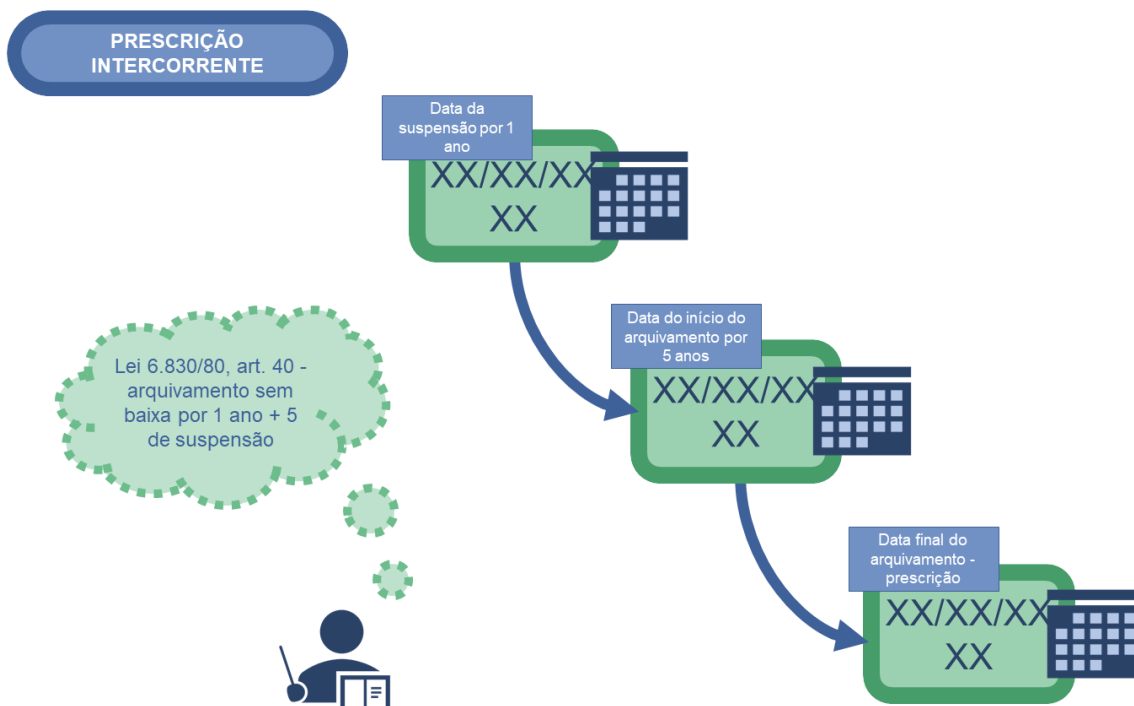 PRESCRIÇÃO
INTERCORRENTE
Data da
suspensão por 1
ano
XX/XX/XX
XX
Data do início do
arquivamento por
5 anos
XX/XX/XX
XX
Lei 6.830/80, art. 40 -
arquivamento sem
baixa por 1 ano + 5
de suspensão
Data final do
arquivamento -
prescrição
XX/XX/XX
XX